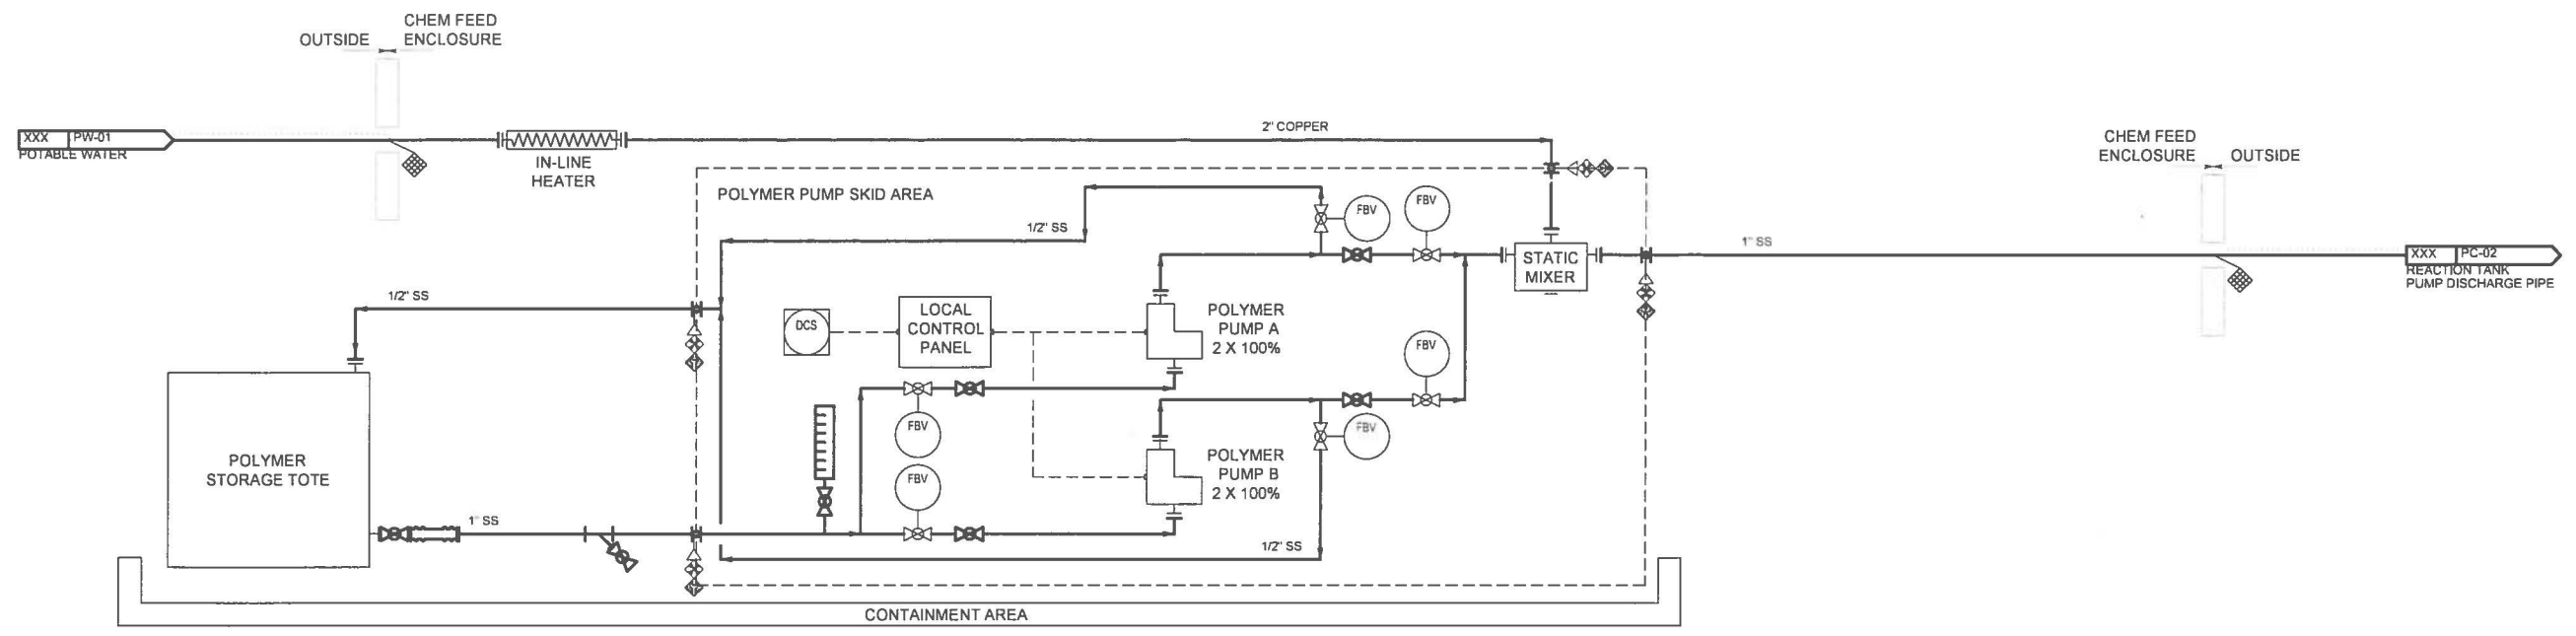 CHEM FEED
OUTSIDE ENCLOSURE
XXX PW-01
POTABLE WATER
IN-LINE
HEATER
2" COPPER
CHEM FEED
ENCLOSURE OUTSIDE
POLYMER PUMP SKID AREA
1/2" SS
FBV
FBV
1" SS
STATIC
MIXER
XXX PC-02
REACTION TANK
PUMP DISCHARGE PIPE
1/2" SS
DCS
LOCAL
CONTROL
PANEL
POLYMER
PUMP A
2 X 100%
FBV
FBV
FBV
FBV
POLYMER
PUMP B
2 X 100%
POLYMER
STORAGE TOTE
1" SS
1/2" SS
CONTAINMENT AREA